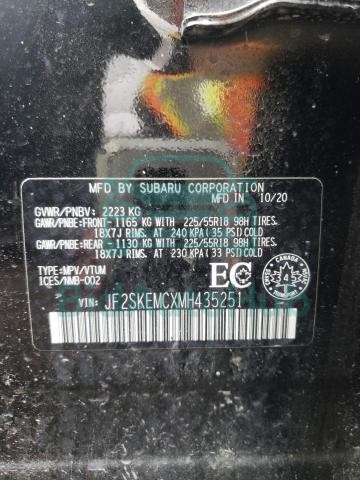 MFD BY SUBARU CORPORATION
MFD IN 10/20
GVWR/PNBV: 2223 KG
GAWR/PNBE:FRONT- 1165 KG WITH 225/55R18 98H TIRES.
18X7J RIMS. AT 240 KPA(35 PSI)COLD
GAWR/PNBE:REAR -1130 KG WITH 225/55R18 98H TIRES.
18X7J RIMS. AT 230 KPA(33 PSI)COLD
TYPE:MPV/VTUM
ICES/NMB-002
EC
CANADA
VIN: JF2SKEMCXMH435251